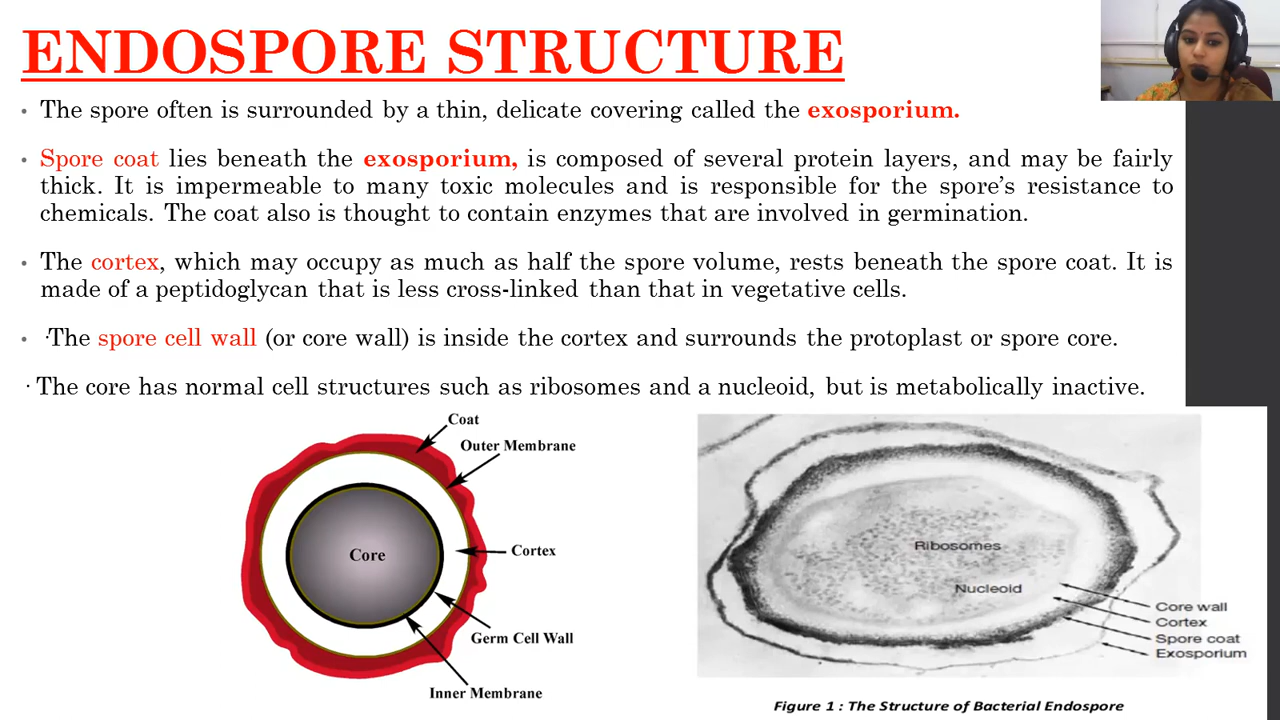 ENDOSPORE STRUCTURE
• The spore often is surrounded by a thin, delicate covering called the exosporium.
• Spore coat lies beneath the exosporium, is composed of several protein layers, and may be fairly
thick. It is impermeable to many toxic molecules and is responsible for the spore's resistance to
chemicals. The coat also is thought to contain enzymes that are involved in germination.
• The cortex, which may occupy as much as half the spore volume, rests beneath the spore coat. It is
made of a peptidoglycan that is less cross-linked than that in vegetative cells.
• ·The spore cell wall (or core wall) is inside the cortex and surrounds the protoplast or spore core.
· The core has normal cell structures such as ribosomes and a nucleoid, but is metabolically inactive.
Coat
Outer Membrane
Core
Cortex
Germ Cell Wall
Inner Membrane
Ribosomes
Nucleoid
Core wall
Cortex
Spore coat
Exosporium
Figure 1 : The Structure of Bacterial Endospore